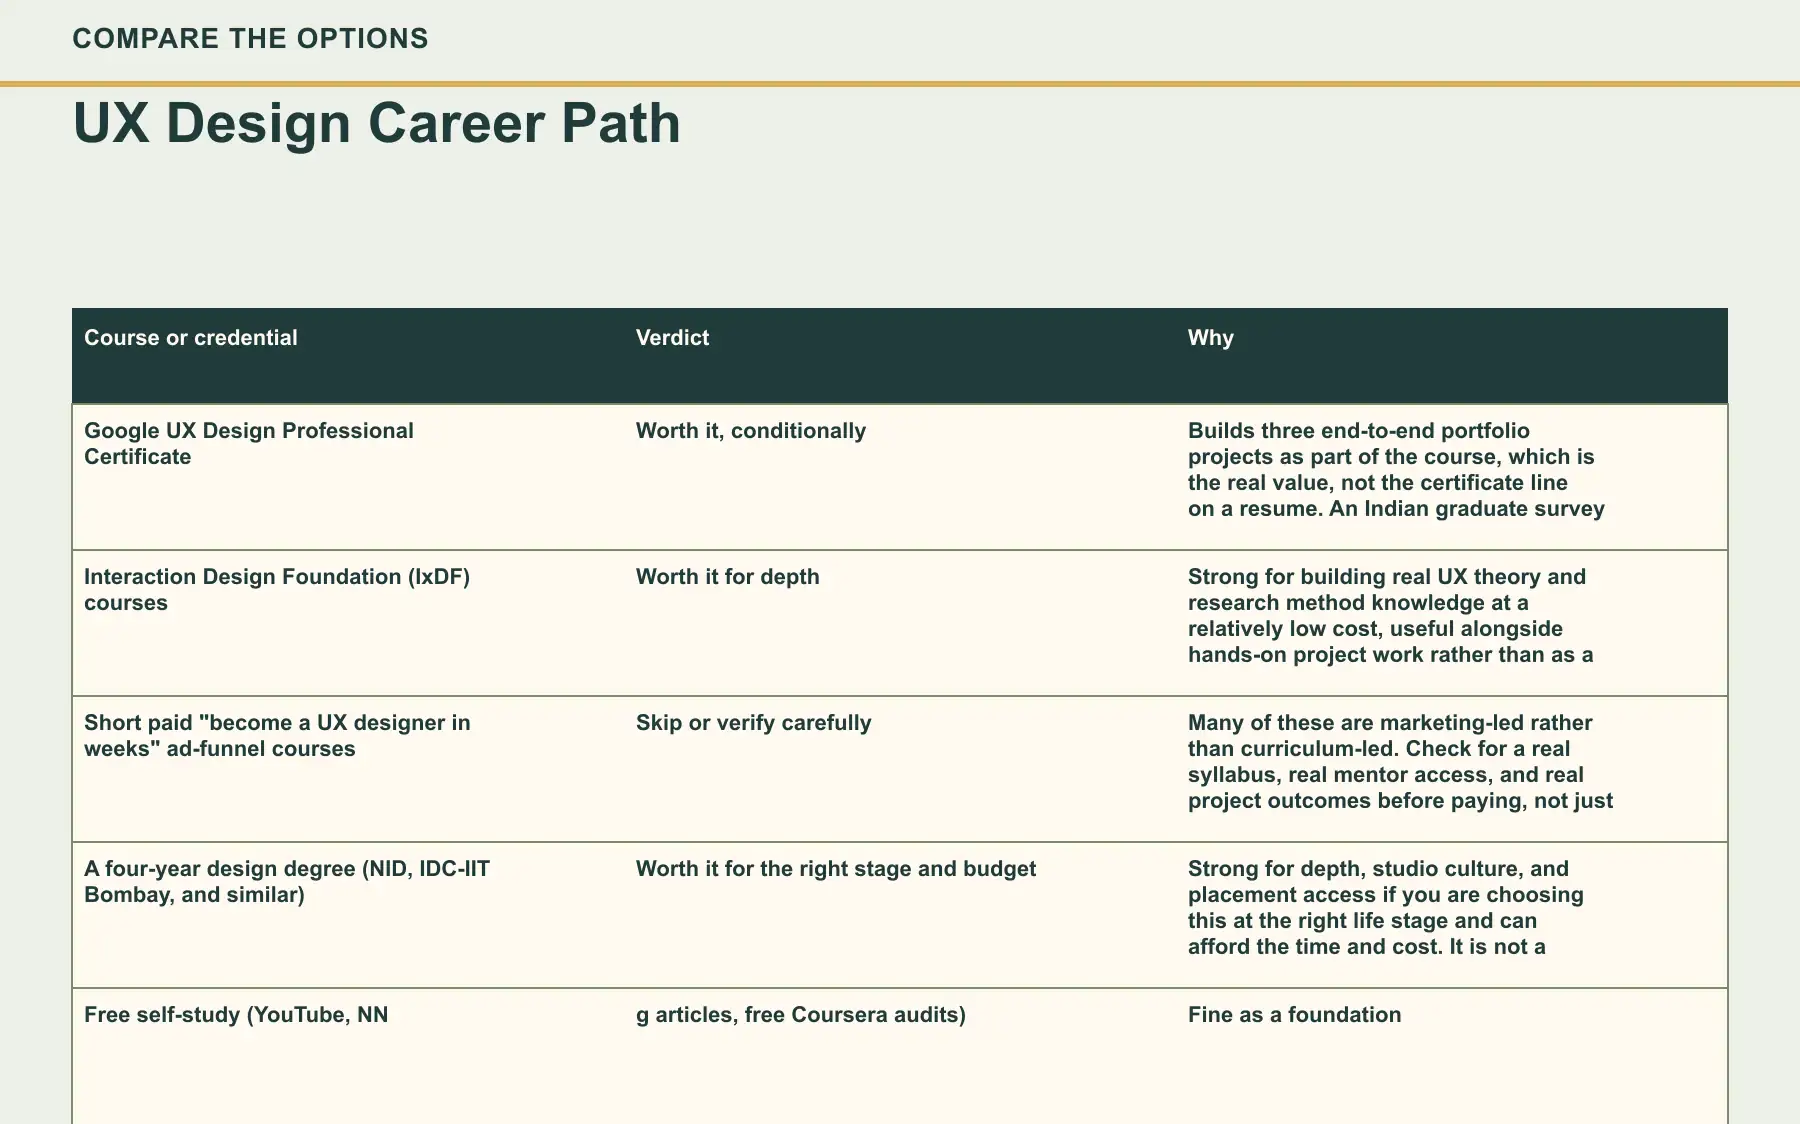 COMPARE THE OPTIONS
UX Design Career Path
Course or credential
Verdict
Why
Google UX Design Professional
Certificate
Worth it, conditionally
Builds three end-to-end portfolio
projects as part of the course, which is
the real value, not the certificate line
on a resume. An Indian graduate survey
Interaction Design Foundation (IxDF)
courses
Worth it for depth
Strong for building real UX theory and
research method knowledge at a
relatively low cost, useful alongside
hands-on project work rather than as a
Short paid "become a UX designer in
weeks" ad-funnel courses
Skip or verify carefully
Many of these are marketing-led rather
than curriculum-led. Check for a real
syllabus, real mentor access, and real
project outcomes before paying, not just
A four-year design degree (NID, IDC-IIT
Bombay, and similar)
Worth it for the right stage and budget
Strong for depth, studio culture, and
placement access if you are choosing
this at the right life stage and can
afford the time and cost. It is not a
Free self-study (YouTube, NN
g articles, free Coursera audits)
Fine as a foundation